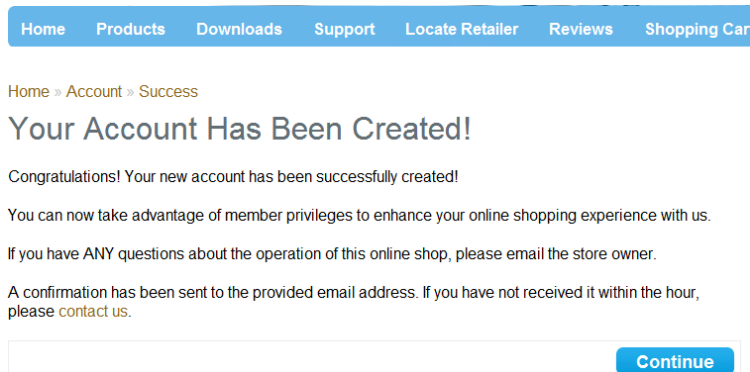 Home Products Downloads Support Locate Retailer Reviews Shopping Car
Home » Account » Success
Your Account Has Been Created!
Congratulations! Your new account has been successfully created!
You can now take advantage of member privileges to enhance your online shopping experience with us.
If you have ANY questions about the operation of this online shop, please email the store owner.
A confirmation has been sent to the provided email address. If you have not received it within the hour,
please contact us.
Continue